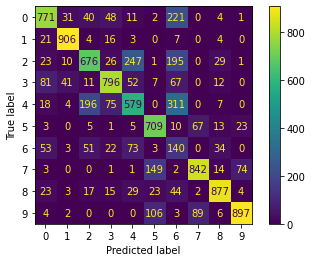 0 771 31 40 48 11 2 221 0 4 1
1 21 906 4 16 3 0 7 0 4 0
2 23 10 676 26 247 1 195 0 29 1
3 81 41 11 796 52 7 67 0 12 0
4 18 4 196 75 579 0 311 0 7 0
5 3 0 5 1 5 709 10 67 13 23
6 53 3 51 22 73 3 140 0 34 0
7 3 0 0 1 1 149 2 842 14 74
8 23 3 17 15 29 23 44 2 877 4
9 4 2 0 0 0 106 3 89 6 897
0 1 2 3 4 5 6 7 8 9
Predicted label
True label
800
600
400
200
0